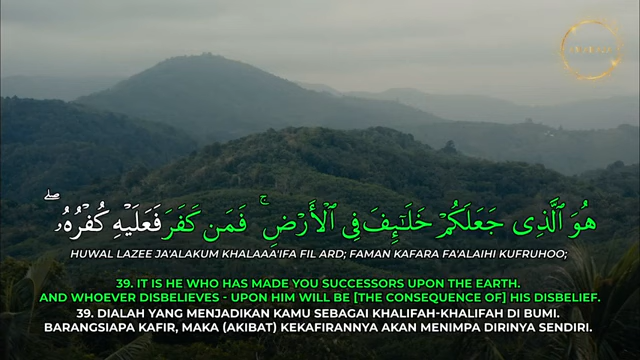 هُوَ ٱلَّذِى جَعَلَكُمْ خَلَـٰٓئِفَ فِى ٱلْأَرْضِ ۚ فَمَن كَفَرَ فَعَلَيْهِ كُفْرُهُۥ ۖ
HUWAL LAZEE JA'ALAKUM KHALAAA'IFA FIL ARD; FAMAN KAFARA FA'ALAIHI KUFRUHOO;
39. IT IS HE WHO HAS MADE YOU SUCCESSORS UPON THE EARTH.
AND WHOEVER DISBELIEVES - UPON HIM WILL BE [THE CONSEQUENCE OF] HIS DISBELIEF.
39. DIALAH YANG MENJADIKAN KAMU SEBAGAI KHALIFAH-KHALIFAH DI BUMI.
BARANGSIAPA KAFIR, MAKA (AKIBAT) KEKAFIRANNYA AKAN MENIMPA DIRINYA SENDIRI.